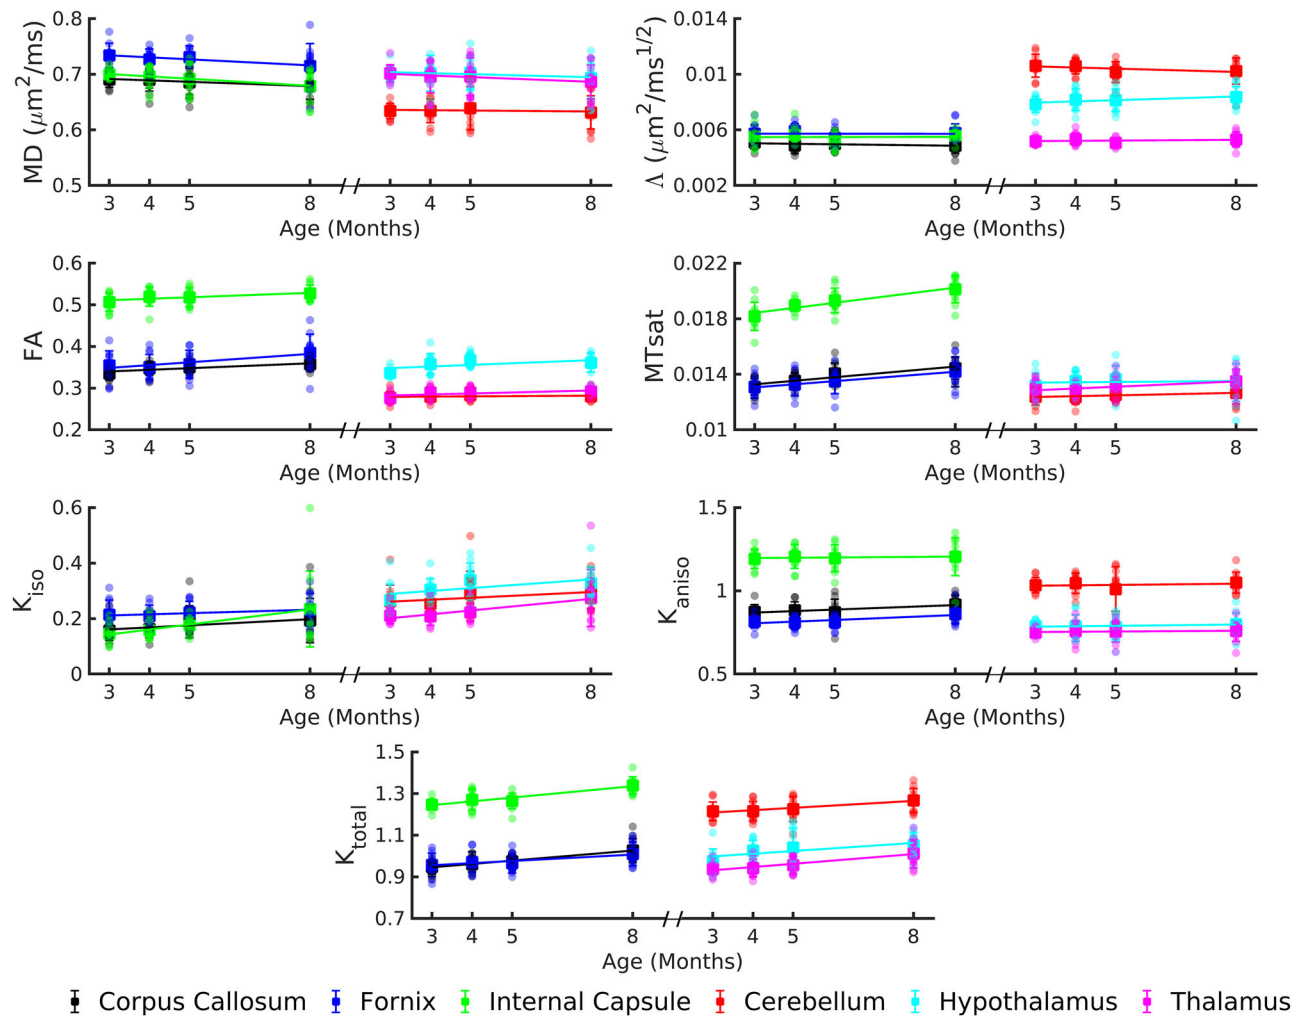 MD (μm²/ms)
0.8
0.7
0.6
0.5
3 4 5 8 3 4 5 8
Age (Months)
Λ (μm²/ms^1/2)
0.014
0.01
0.006
0.002
3 4 5 8 3 4 5 8
Age (Months)
FA
0.6
0.5
0.4
0.3
0.2
3 4 5 8 3 4 5 8
Age (Months)
MTsat
0.022
0.018
0.014
0.01
3 4 5 8 3 4 5 8
Age (Months)
K_iso
0.6
0.4
0.2
0
3 4 5 8 3 4 5 8
Age (Months)
K_aniso
1.5
1
0.5
3 4 5 8 3 4 5 8
Age (Months)
K_total
1.5
1.3
1.1
0.9
0.7
3 4 5 8 3 4 5 8
Age (Months)
Corpus Callosum Fornix Internal Capsule Cerebellum Hypothalamus Thalamus